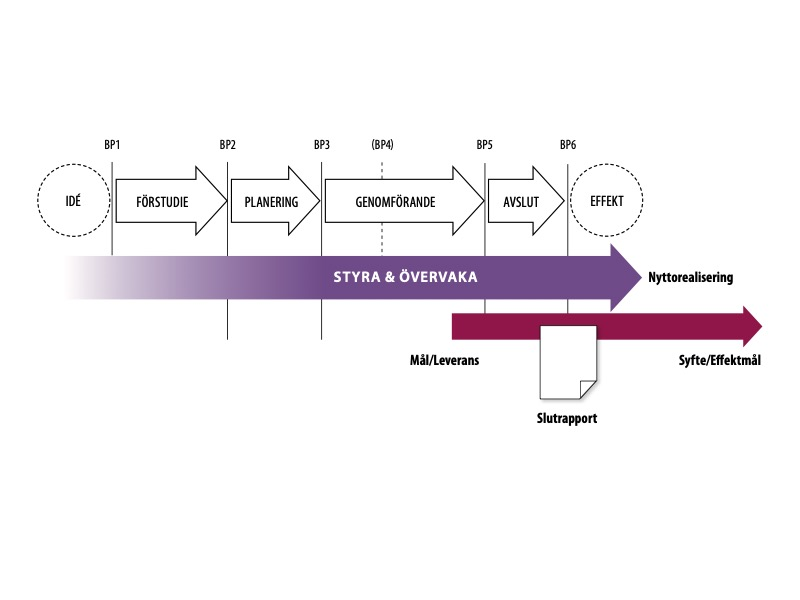 BP1
BP2
BP3
(BP4)
BP5
BP6
IDÉ
FÖRSTUDIE
PLANERING
GENOMFÖRANDE
AVSLUT
EFFEKT
STYRA & ÖVERVAKA
Nyttorealisering
Mål/Leverans
Syfte/Effektmål
Slutrapport